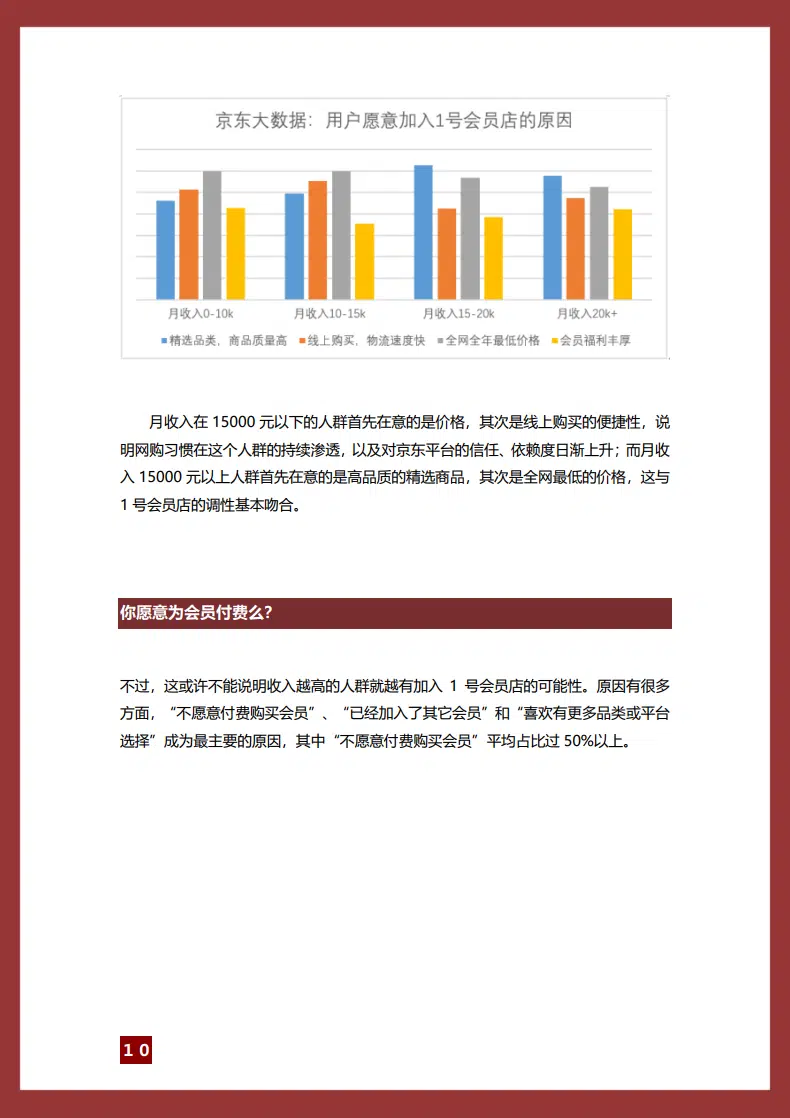 京东大数据：用户愿意加入1号会员店的原因
月收入0-10k 月收入10-15k 月收入15-20k 月收入20k+
精选品类，商品质量高 线上购买，物流速度快 全网全年最低价格 会员福利丰厚
月收入在 15000 元以下的人群首先在意的是价格，其次是线上购买的便捷性，说
明网购习惯在这个人群的持续渗透，以及对京东平台的信任、依赖度日渐上升；而月收
入 15000 元以上人群首先在意的是高品质的精选商品，其次是全网最低的价格，这与
1 号会员店的调性基本吻合。
你愿意为会员付费么？
不过，这或许不能说明收入越高的人群就越有加入 1 号会员店的可能性。原因有很多
方面，“不愿意付费购买会员”、“已经加入了其它会员”和“喜欢有更多品类或平台
选择”成为最主要的原因，其中“不愿意付费购买会员”平均占比过 50%以上。
10